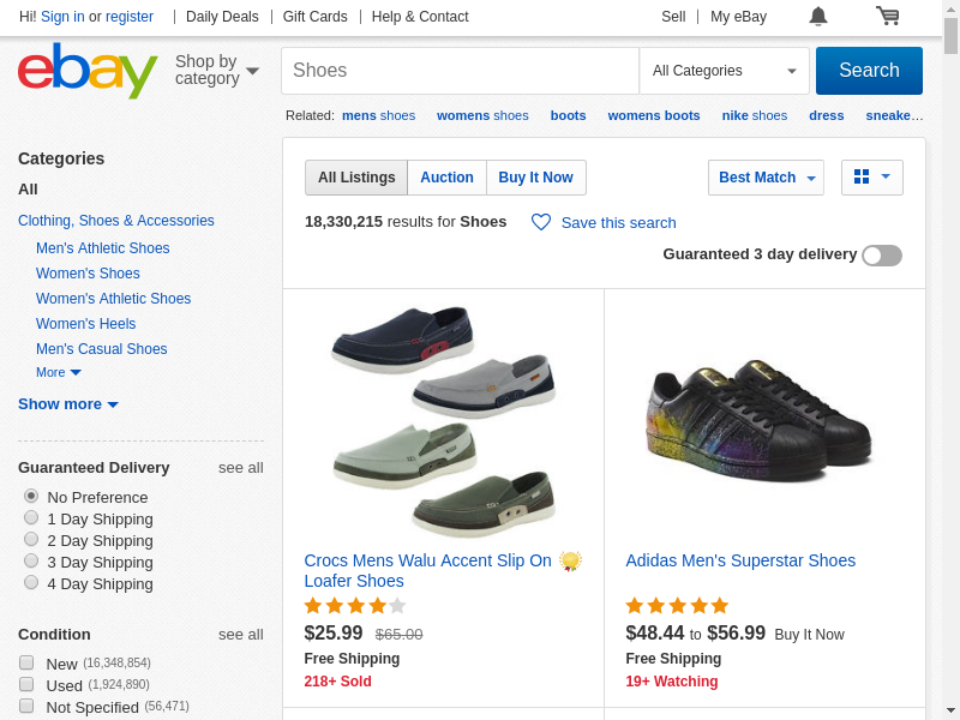 Hi! Sign in or register | Daily Deals | Gift Cards | Help & Contact Sell | My eBay
ebay
Shop by
category
Shoes
All Categories
Search
Related: mens shoes womens shoes boots womens boots nike shoes dress sneake…
Categories
All
Clothing, Shoes & Accessories
Men's Athletic Shoes
Women's Shoes
Women's Athletic Shoes
Women's Heels
Men's Casual Shoes
More
Show more
Guaranteed Delivery see all
No Preference
1 Day Shipping
2 Day Shipping
3 Day Shipping
4 Day Shipping
Condition see all
New (16,348,854)
Used (1,924,890)
Not Specified (56,471)
All Listings Auction Buy It Now Best Match
18,330,215 results for Shoes Save this search
Guaranteed 3 day delivery
Crocs Mens Walu Accent Slip On
Loafer Shoes
$25.99 $65.00
Free Shipping
218+ Sold
Adidas Men's Superstar Shoes
$48.44 to $56.99 Buy It Now
Free Shipping
19+ Watching